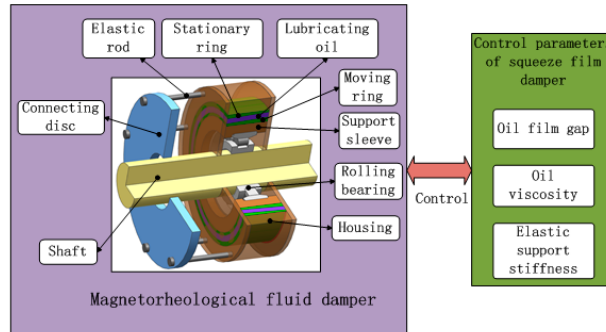 Elastic
rod
Stationary
ring
Lubricating
oil
Moving
ring
Connecting
disc
Support
sleeve
Rolling
bearing
Shaft
Housing
Magnetorheological fluid damper
Control
Control parameters
of squeeze film
damper
Oil film gap
Oil
viscosity
Elastic
support
stiffness